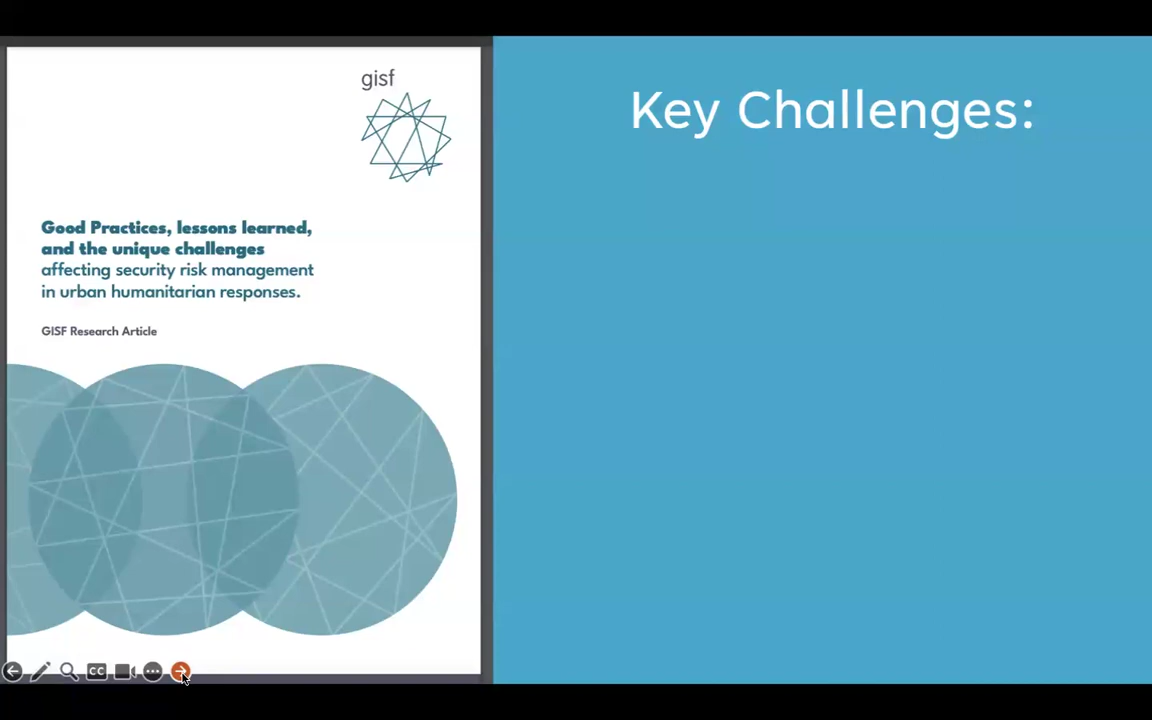 gisf
Good Practices, lessons learned,
and the unique challenges
affecting security risk management
in urban humanitarian responses.
GISF Research Article
CC
Key Challenges: